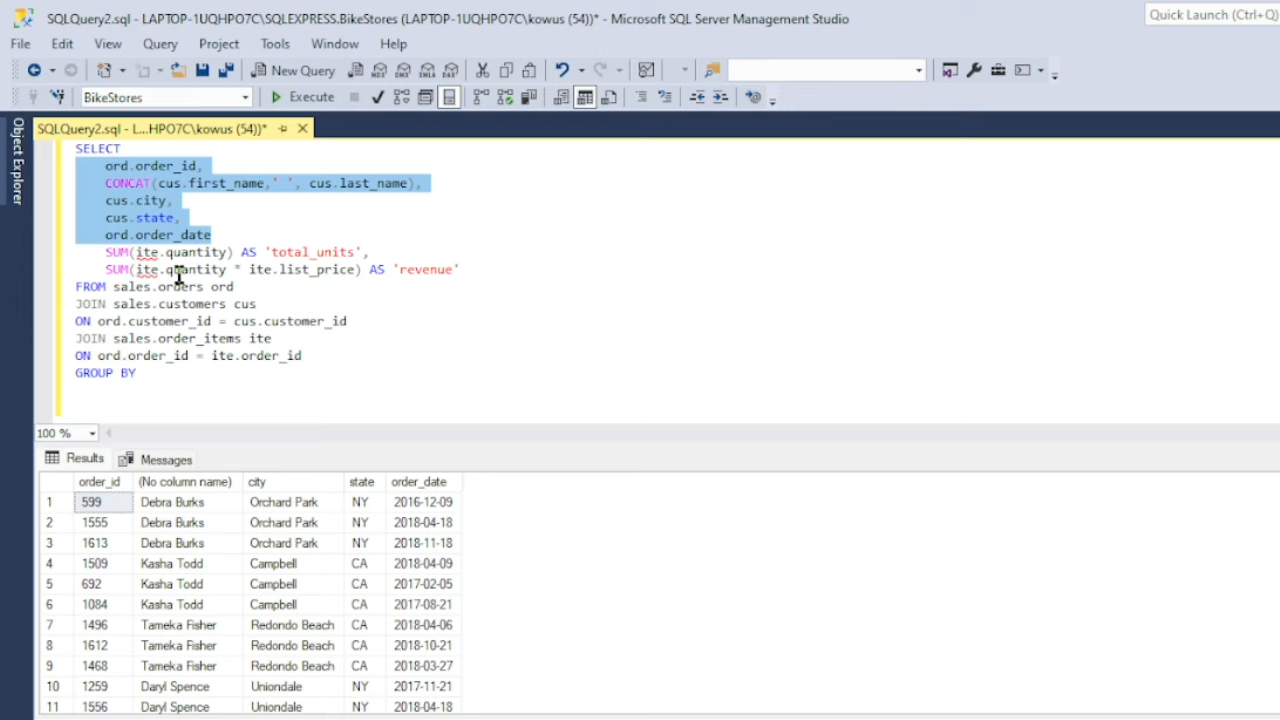 SQLQuery2.sql - LAPTOP-1UQHPO7C\SQLEXPRESS.BikeStores (LAPTOP-1UQHPO7C\kowus (54))* - Microsoft SQL Server Management Studio
Quick Launch (Ctrl+Q)
File Edit View Query Project Tools Window Help
New Query
BikeStores Execute
SQLQuery2.sql - L...HPO7C\kowus (54))*
Object Explorer
SELECT
ord.order_id,
CONCAT(cus.first_name,' ', cus.last_name),
cus.city,
cus.state,
ord.order_date
SUM(ite.quantity) AS 'total_units',
SUM(ite.quantity * ite.list_price) AS 'revenue'
FROM sales.orders ord
JOIN sales.customers cus
ON ord.customer_id = cus.customer_id
JOIN sales.order_items ite
ON ord.order_id = ite.order_id
GROUP BY
100 %
Results Messages
order_id (No column name) city state order_date
1 599 Debra Burks Orchard Park NY 2016-12-09
2 1555 Debra Burks Orchard Park NY 2018-04-18
3 1613 Debra Burks Orchard Park NY 2018-11-18
4 1509 Kasha Todd Campbell CA 2018-04-09
5 692 Kasha Todd Campbell CA 2017-02-05
6 1084 Kasha Todd Campbell CA 2017-08-21
7 1496 Tameka Fisher Redondo Beach CA 2018-04-06
8 1612 Tameka Fisher Redondo Beach CA 2018-10-21
9 1468 Tameka Fisher Redondo Beach CA 2018-03-27
10 1259 Daryl Spence Uniondale NY 2017-11-21
11 1556 Daryl Spence Uniondale NY 2018-04-18